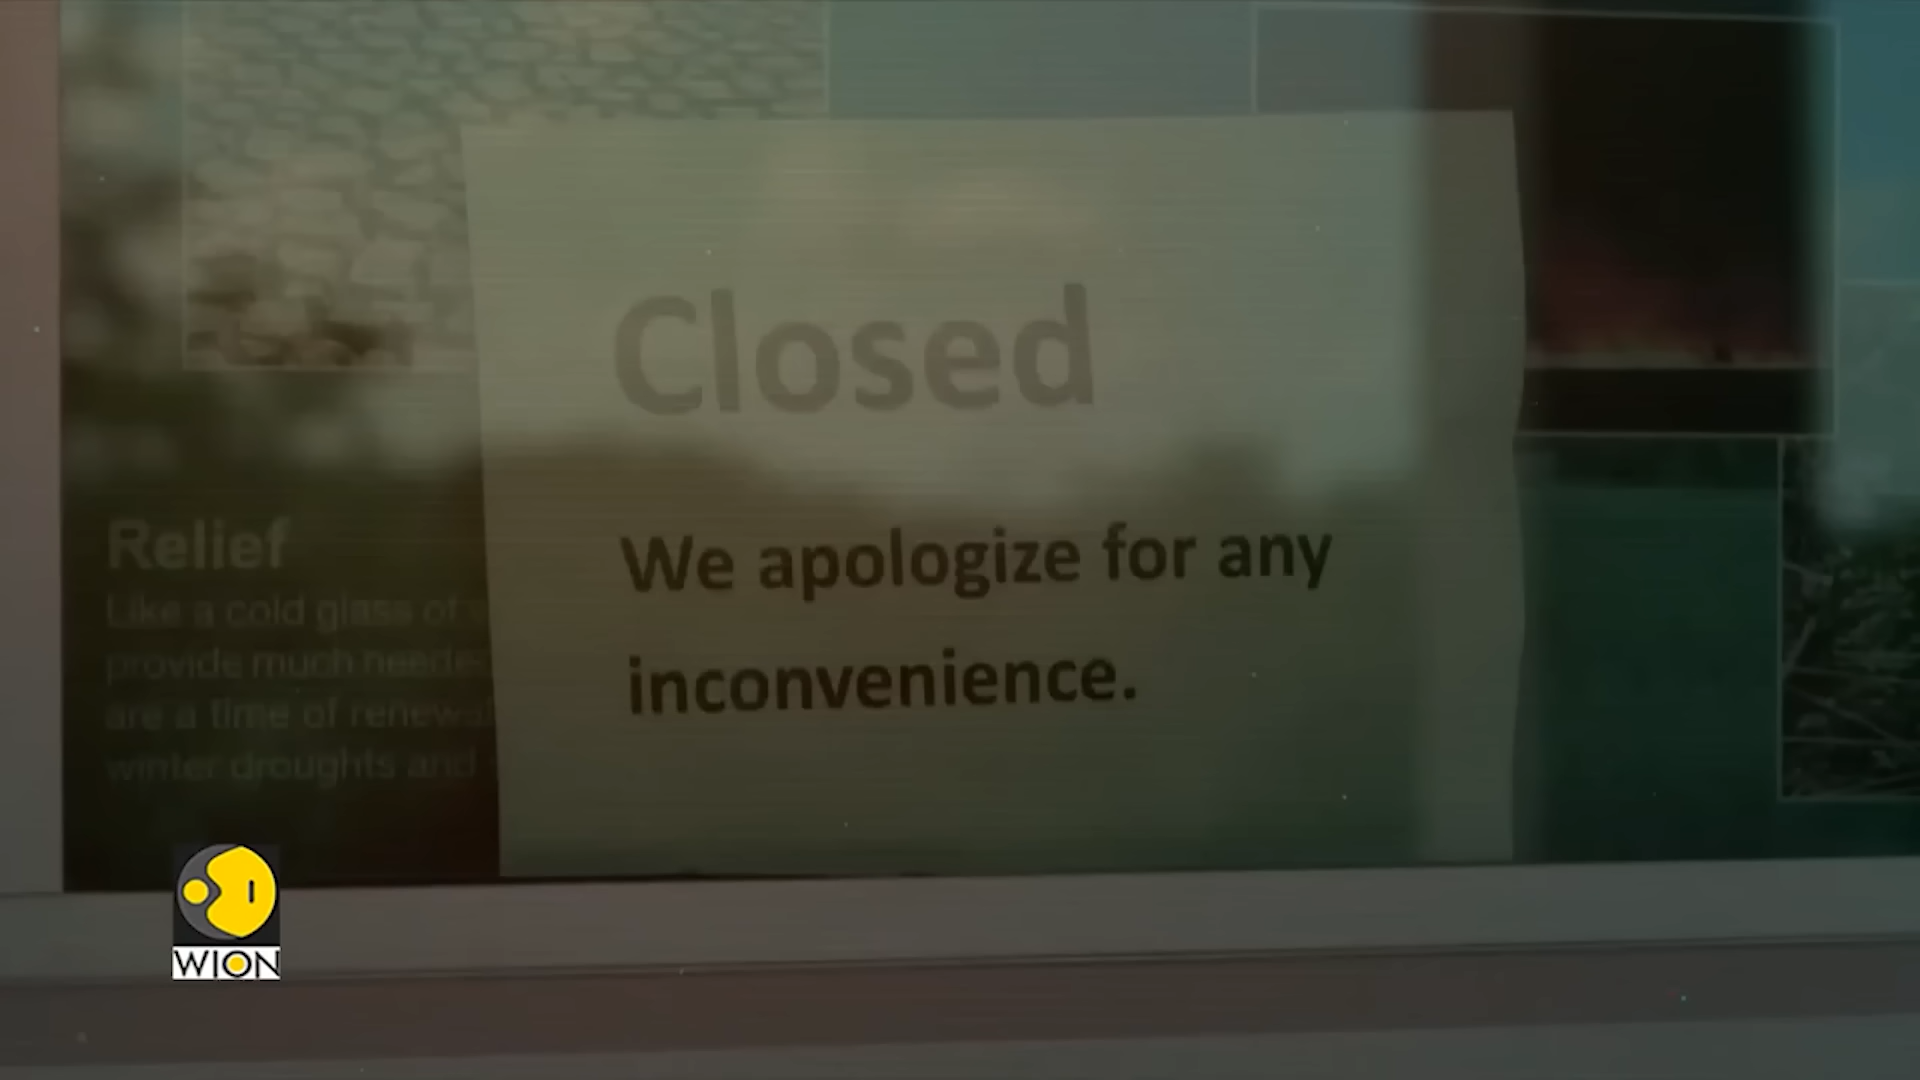 Closed
We apologize for any
inconvenience.
Relief
Like a cold glass of
provide much neede
are a time of renewal
winter droughts and
WION